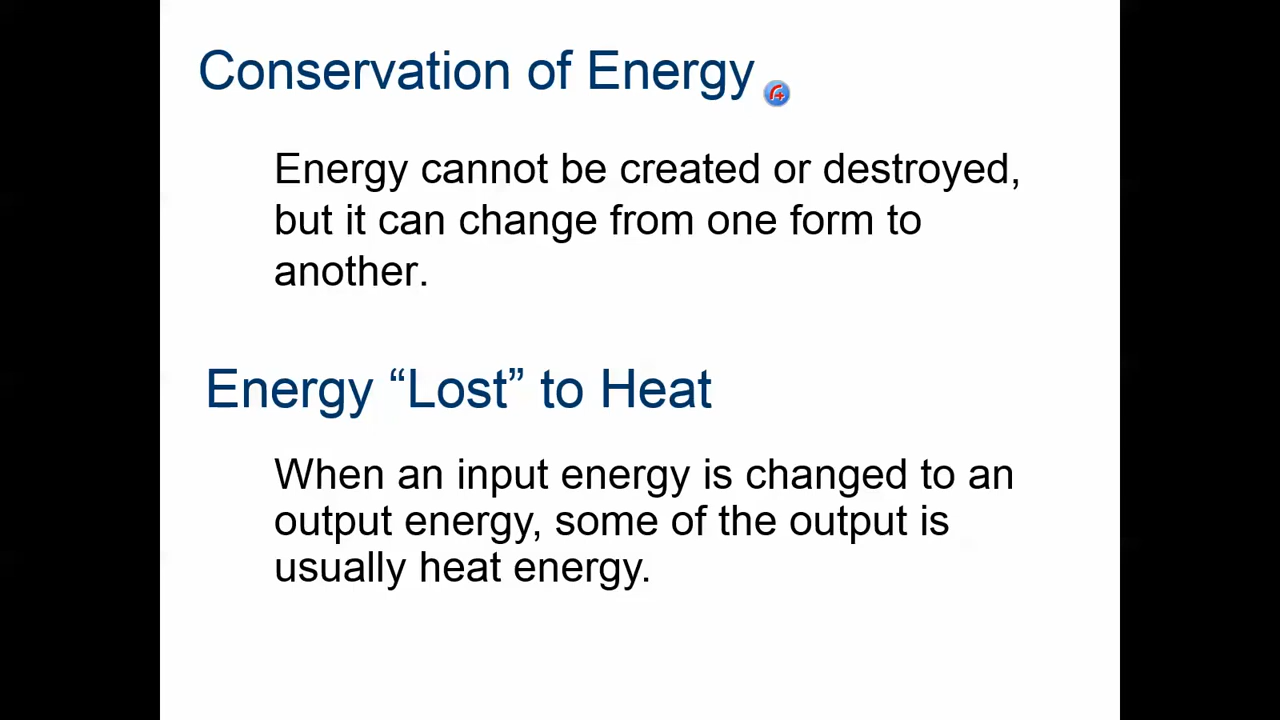 Conservation of Energy
Energy cannot be created or destroyed,
but it can change from one form to
another.
Energy “Lost” to Heat
When an input energy is changed to an
output energy, some of the output is
usually heat energy.